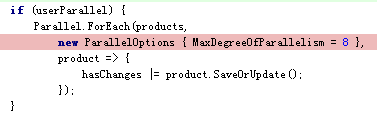 if (userParallel) {
Parallel.ForEach(products,
new ParallelOptions { MaxDegreeOfParallelism = 8 },
product => {
hasChanges |= product.SaveOrUpdate();
});
}